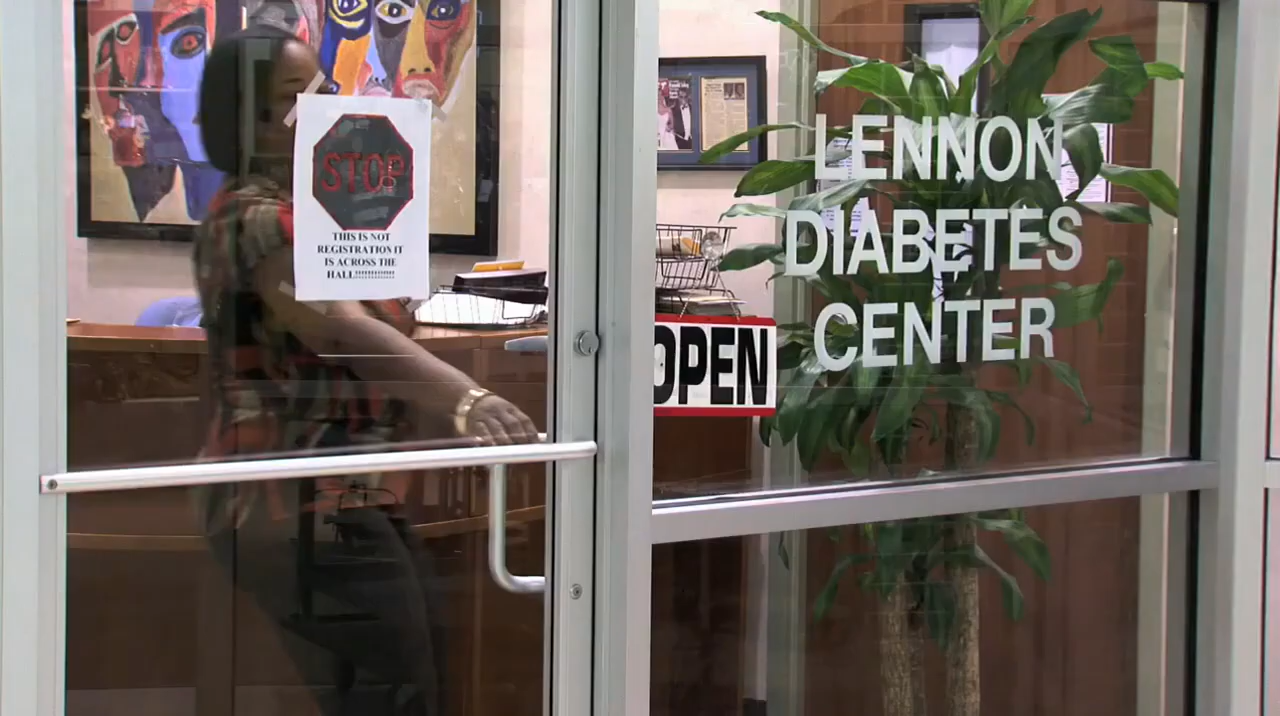 STOP
THIS IS NOT
REGISTRATION IT
IS ACROSS THE
HALL!!!!!!!!!!!!
OPEN
LENNON
DIABETES
CENTER